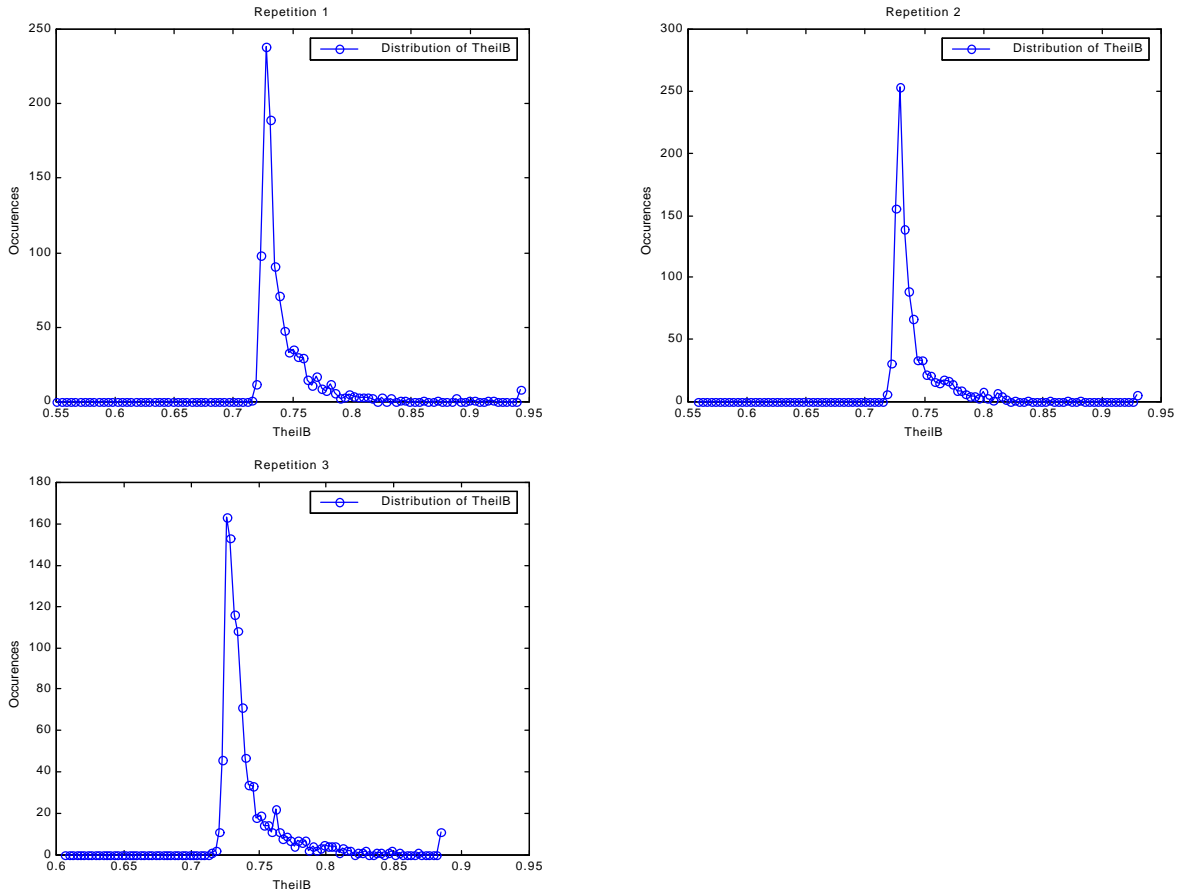 Repetition 1
250
200
150
100
50
0
Occurences
Distribution of TheilB
0.55 0.6 0.65 0.7 0.75 0.8 0.85 0.9 0.95
TheilB
Repetition 2
300
250
200
150
100
50
0
Occurences
Distribution of TheilB
0.55 0.6 0.65 0.7 0.75 0.8 0.85 0.9 0.95
TheilB
Repetition 3
180
160
140
120
100
80
60
40
20
0
Occurences
Distribution of TheilB
0.6 0.65 0.7 0.75 0.8 0.85 0.9 0.95
TheilB